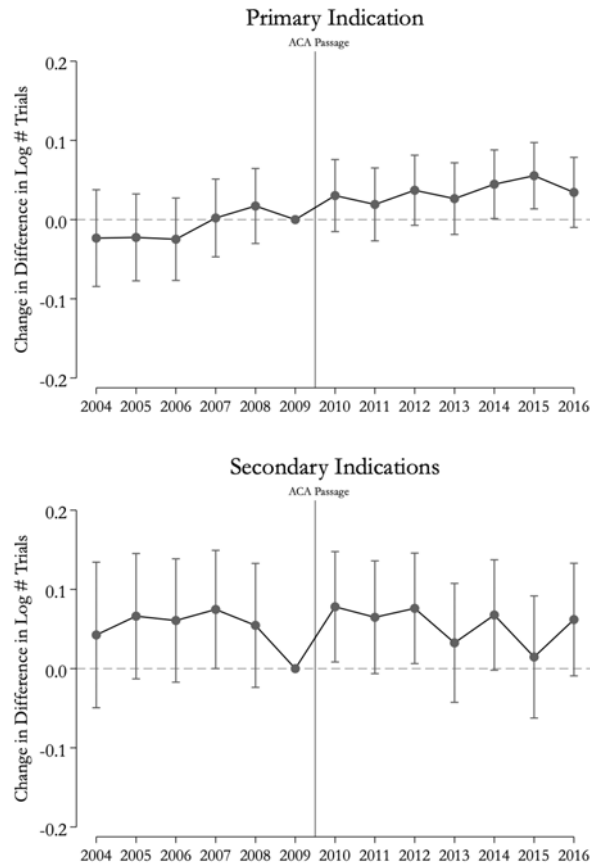 Primary Indication
ACA Passage
Change in Difference in Log # Trials
0.2
0.1
0.0
-0.1
-0.2
2004 2005 2006 2007 2008 2009 2010 2011 2012 2013 2014 2015 2016
Secondary Indications
ACA Passage
Change in Difference in Log # Trials
0.2
0.1
0.0
-0.1
-0.2
2004 2005 2006 2007 2008 2009 2010 2011 2012 2013 2014 2015 2016